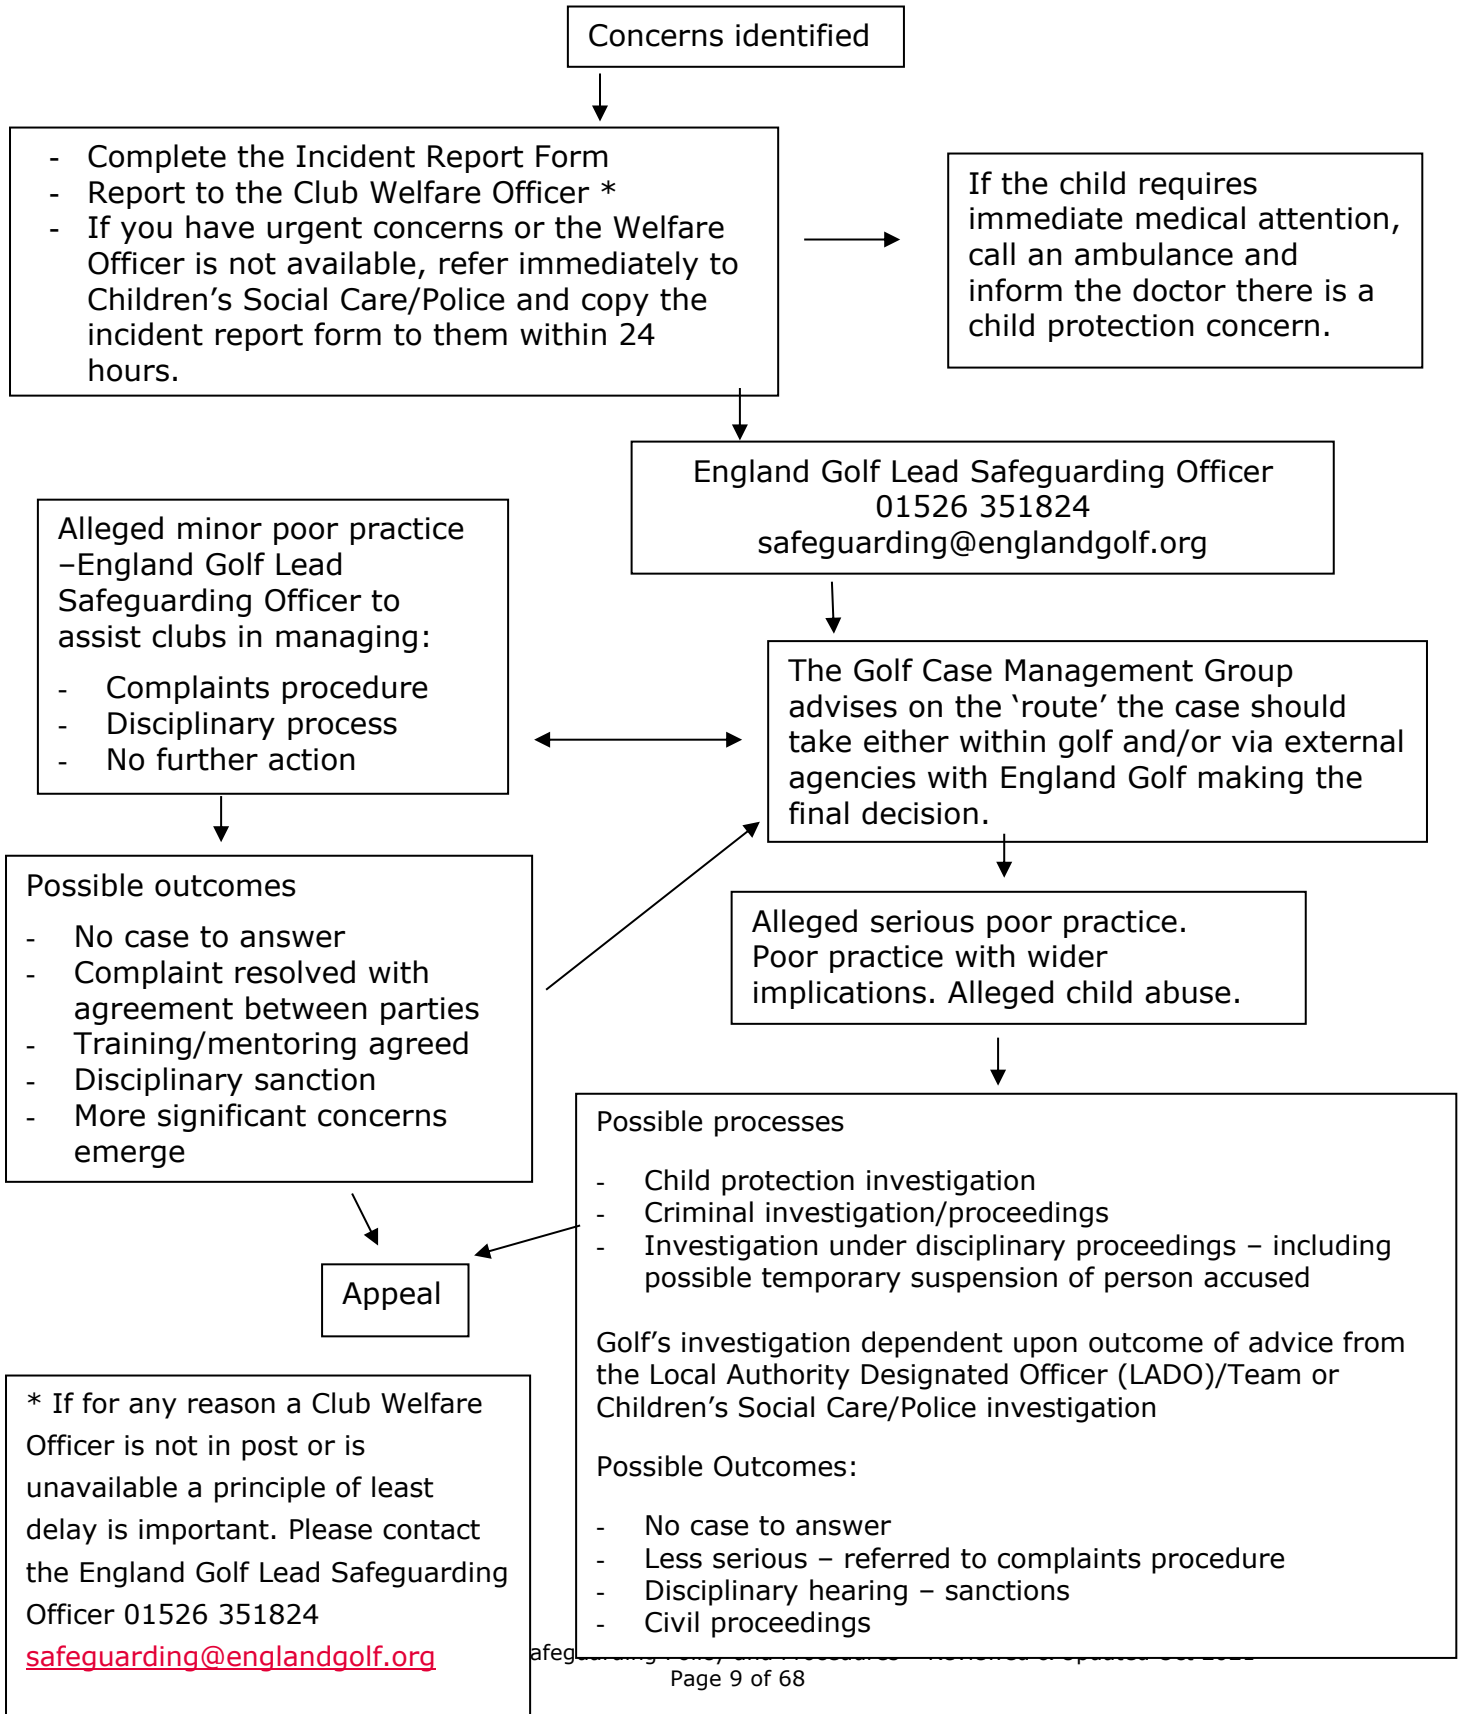 Concerns identified
- Complete the Incident Report Form
- Report to the Club Welfare Officer *
- If you have urgent concerns or the Welfare
Officer is not available, refer immediately to
Children’s Social Care/Police and copy the
incident report form to them within 24
hours.
If the child requires
immediate medical attention,
call an ambulance and
inform the doctor there is a
child protection concern.
England Golf Lead Safeguarding Officer
01526 351824
safeguarding@englandgolf.org
Alleged minor poor practice
–England Golf Lead
Safeguarding Officer to
assist clubs in managing:
- Complaints procedure
- Disciplinary process
- No further action
The Golf Case Management Group
advises on the ‘route’ the case should
take either within golf and/or via external
agencies with England Golf making the
final decision.
Possible outcomes
- No case to answer
- Complaint resolved with
agreement between parties
- Training/mentoring agreed
- Disciplinary sanction
- More significant concerns
emerge
Alleged serious poor practice.
Poor practice with wider
implications. Alleged child abuse.
Possible processes
- Child protection investigation
- Criminal investigation/proceedings
- Investigation under disciplinary proceedings – including
possible temporary suspension of person accused
Golf’s investigation dependent upon outcome of advice from
the Local Authority Designated Officer (LADO)/Team or
Children’s Social Care/Police investigation
Possible Outcomes:
- No case to answer
- Less serious – referred to complaints procedure
- Disciplinary hearing – sanctions
- Civil proceedings
Appeal
* If for any reason a Club Welfare
Officer is not in post or is
unavailable a principle of least
delay is important. Please contact
the England Golf Lead Safeguarding
Officer 01526 351824
safeguarding@englandgolf.org
Policy and Procedures
Page 9 of 68